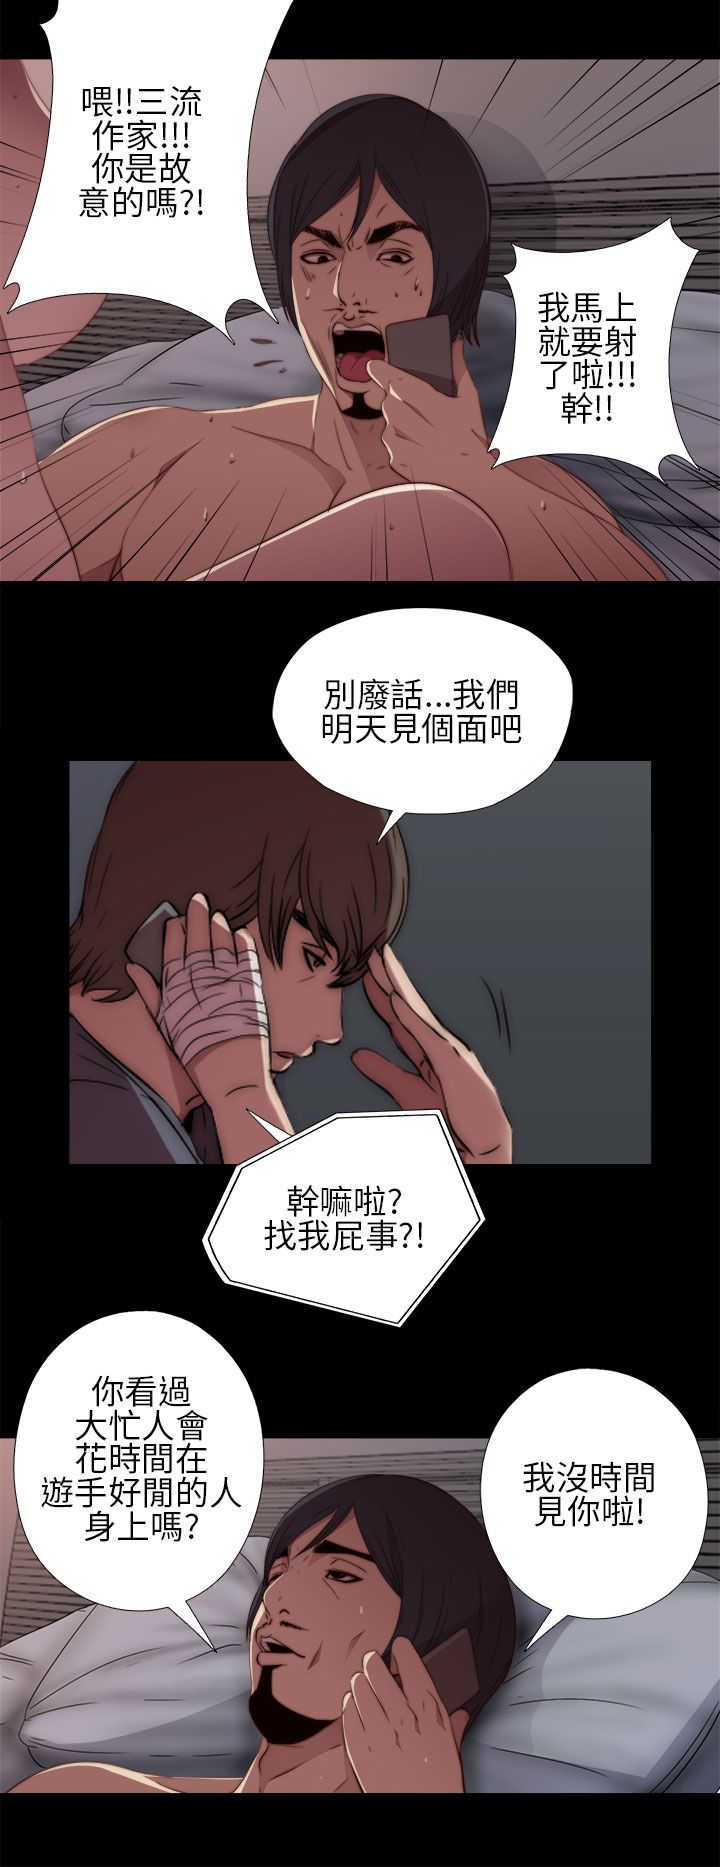 喂!!三流
作家!!!
你是故
意的嗎?!
我馬上
就要射
了啦!!!
幹!!
別廢話...我們
明天見個面吧
幹嘛啦?
找我屁事?!
你看過
大忙人會
花時間在
遊手好閒的人
身上嗎?
我沒時間
見你啦!